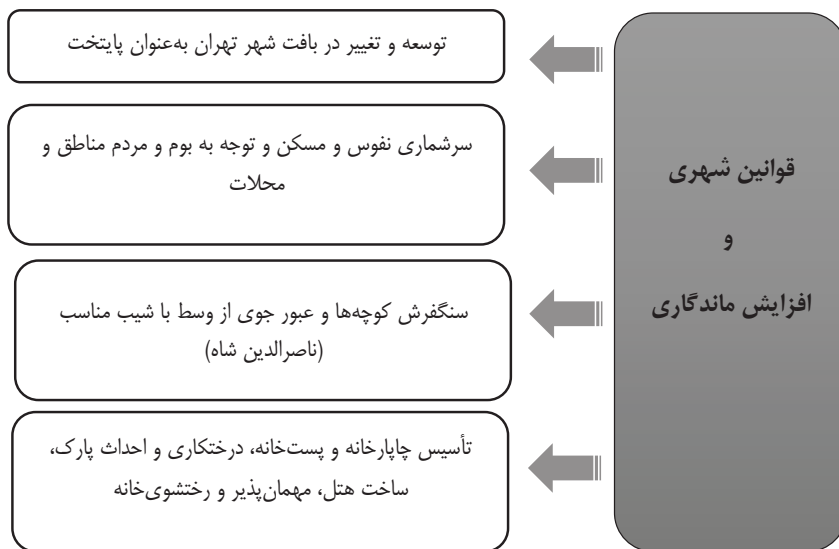 قوانین شهری
و
افزایش ماندگاری
توسعه و تغییر در بافت شهر تهران به‌عنوان پایتخت
سرشماری نفوس و مسکن و توجه به بوم و مردم مناطق و
محلات
سنگفرش کوچه‌ها و عبور جوی از وسط با شیب مناسب
(ناصرالدین شاه)
تأسیس چاپارخانه و پست‌خانه، درختکاری و احداث پارک،
ساخت هتل، مهمان‌پذیر و رختشوی‌خانه